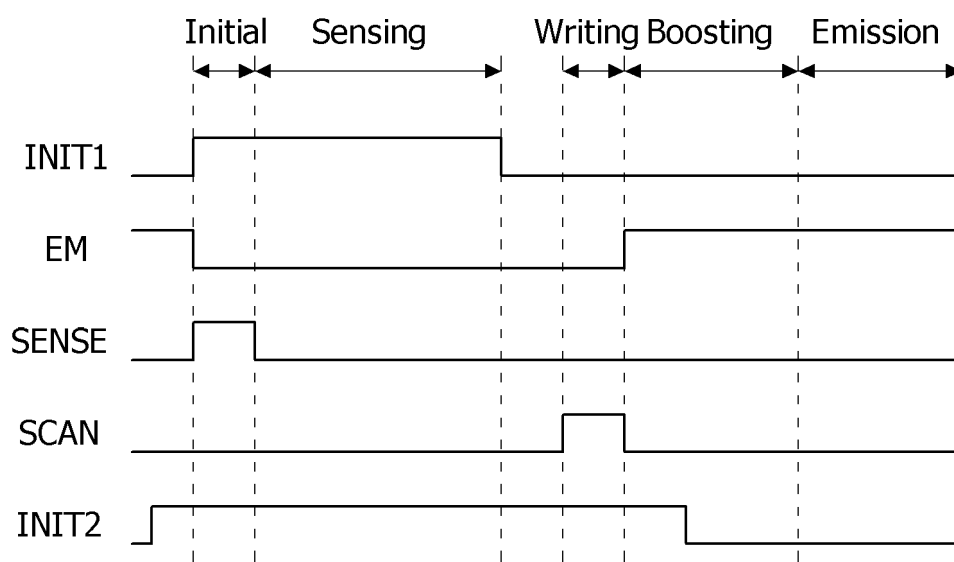 Initial Sensing Writing Boosting Emission
INIT1
EM
SENSE
SCAN
INIT2